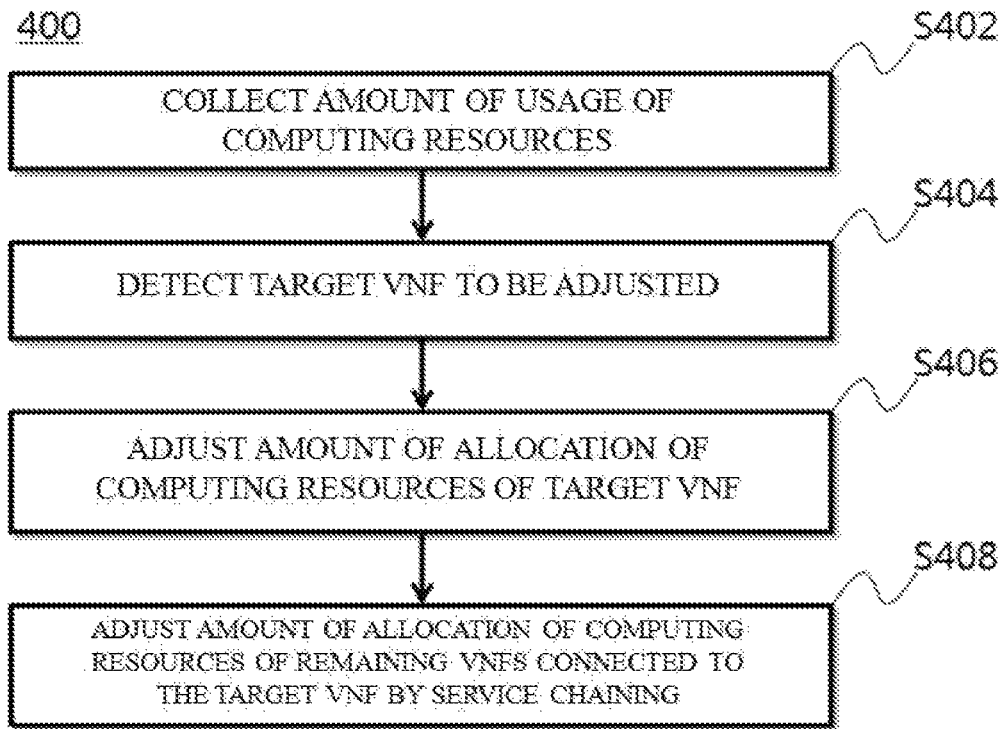 400
S402
COLLECT AMOUNT OF USAGE OF
COMPUTING RESOURCES
S404
DETECT TARGET VNF TO BE ADJUSTED
S406
ADJUST AMOUNT OF ALLOCATION OF
COMPUTING RESOURCES OF TARGET VNF
S408
ADJUST AMOUNT OF ALLOCATION OF COMPUTING
RESOURCES OF REMAINING VNFS CONNECTED TO
THE TARGET VNF BY SERVICE CHAINING